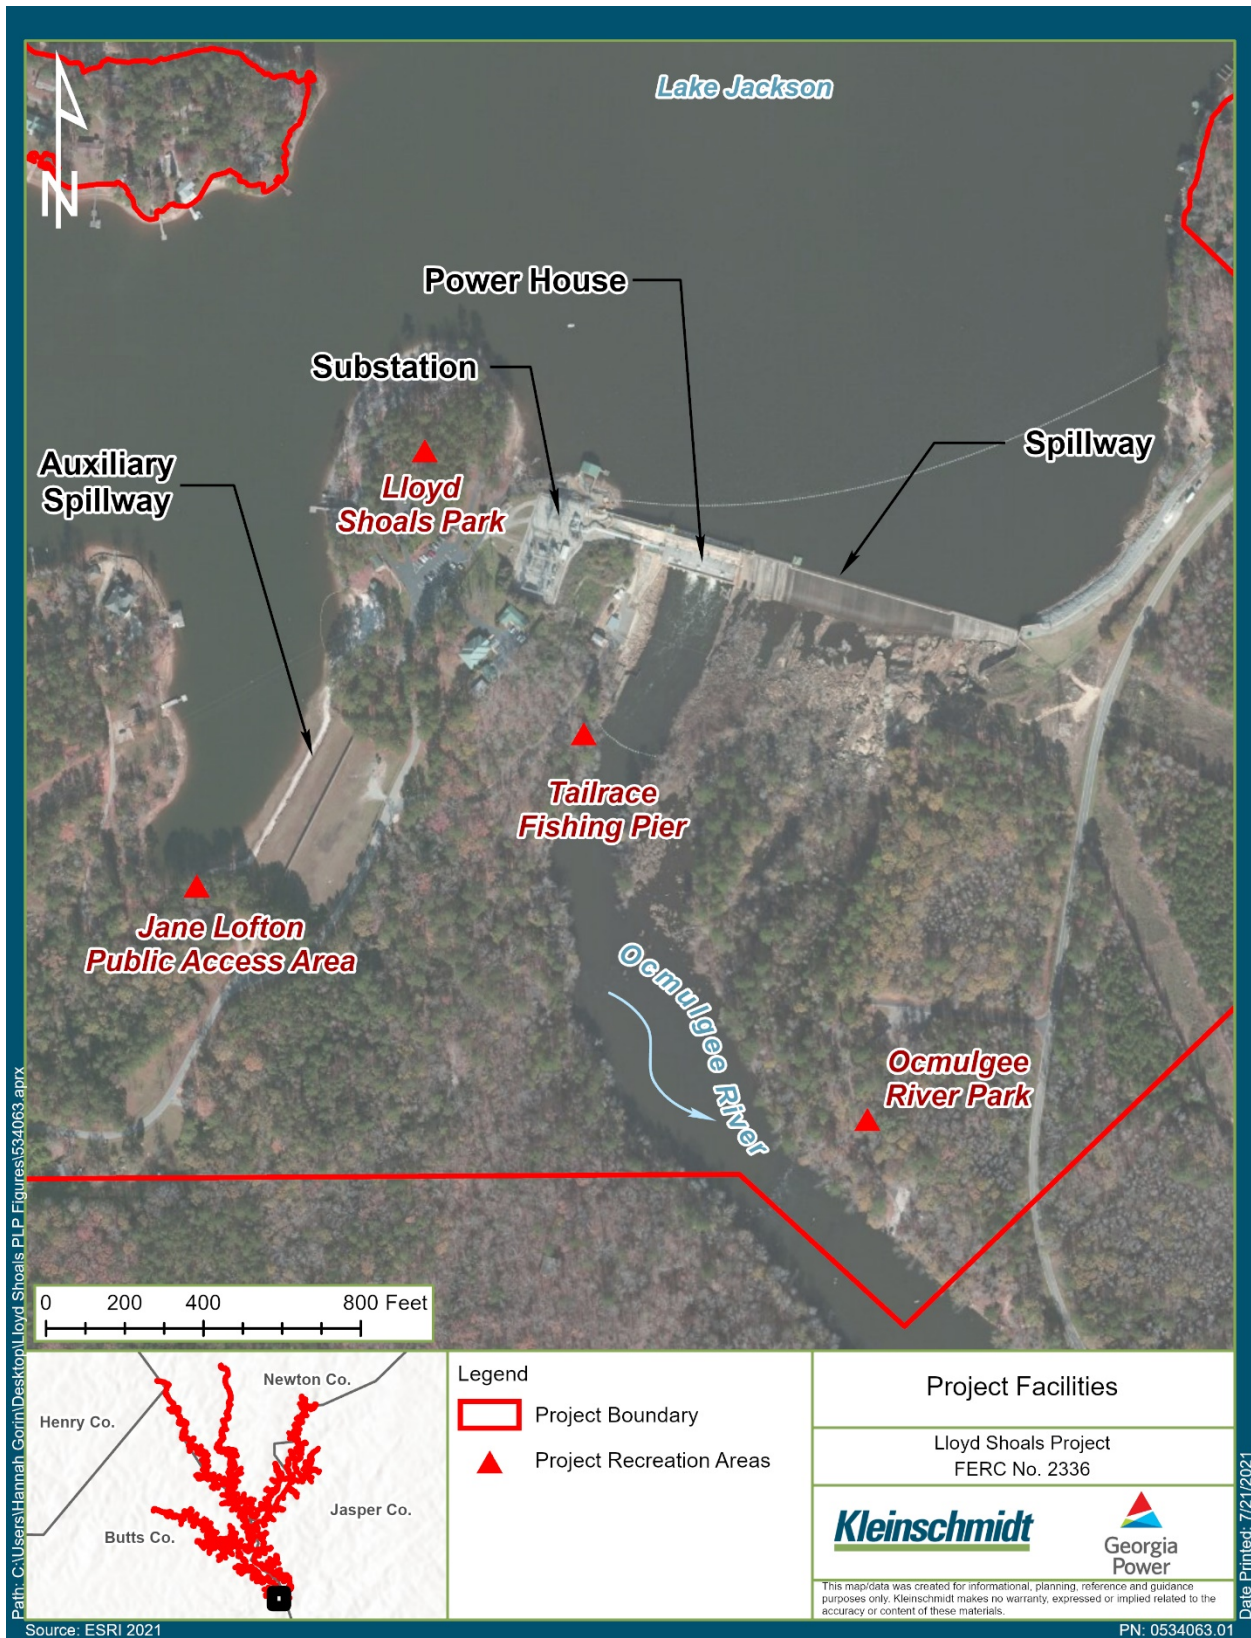 Lake Jackson
N
Power House
Substation
Spillway
Auxiliary
Spillway
Lloyd
Shoals Park
Tailrace
Fishing Pier
Jane Lofton
Public Access Area
Ocmulgee River
Ocmulgee
River Park
0 200 400 800 Feet
Newton Co.
Henry Co.
Jasper Co.
Butts Co.
Legend
Project Boundary
Project Recreation Areas
Project Facilities
Lloyd Shoals Project
FERC No. 2336
Kleinschmidt
Georgia
Power
This map/data was created for informational, planning, reference and guidance
purposes only. Kleinschmidt makes no warranty, expressed or implied related to the
accuracy or content of these materials.
Path: C:\Users\Hannah Gorin\Desktop\Lloyd Shoals PLP Figures\534063.aprx
Date Printed: 7/21/2021
Source: ESRI 2021
PN: 0534063.01